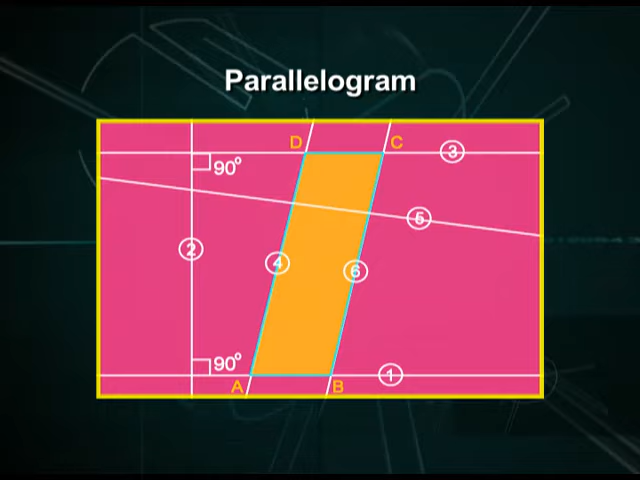 Parallelogram
D C
③
90°
⑤
②
④ ⑥
90°
①
A B